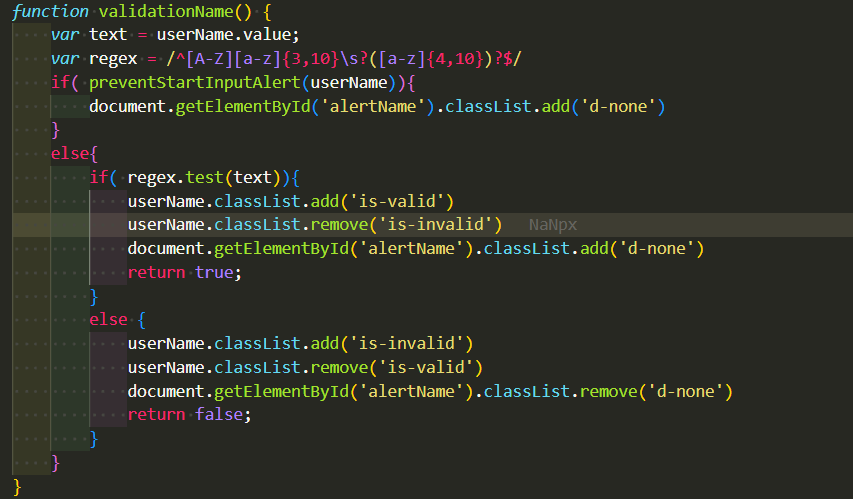 function validationName() {
    var text = userName.value;
    var regex = /^[A-Z][a-z]{3,10}\s?([a-z]{4,10})?$/
    if( preventStartInputAlert(userName)){
        document.getElementById('alertName').classList.add('d-none')
    }
    else{
        if( regex.test(text)){
            userName.classList.add('is-valid')
            userName.classList.remove('is-invalid')   NaNpx
            document.getElementById('alertName').classList.add('d-none')
            return true;
        }
        else {
            userName.classList.add('is-invalid')
            userName.classList.remove('is-valid')
            document.getElementById('alertName').classList.remove('d-none')
            return false;
        }
    }
}